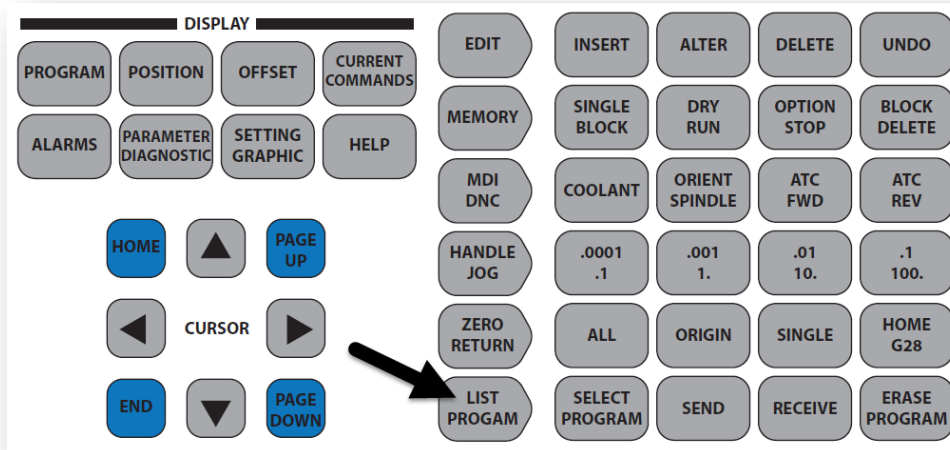 DISPLAY
PROGRAM
POSITION
OFFSET
CURRENT
COMMANDS
ALARMS
PARAMETER
DIAGNOSTIC
SETTING
GRAPHIC
HELP
HOME
PAGE
UP
CURSOR
END
PAGE
DOWN
EDIT
INSERT
ALTER
DELETE
UNDO
MEMORY
SINGLE
BLOCK
DRY
RUN
OPTION
STOP
BLOCK
DELETE
MDI
DNC
COOLANT
ORIENT
SPINDLE
ATC
FWD
ATC
REV
HANDLE
JOG
.0001
.1
.001
1.
.01
10.
.1
100.
ZERO
RETURN
ALL
ORIGIN
SINGLE
HOME
G28
LIST
PROGAM
SELECT
PROGRAM
SEND
RECEIVE
ERASE
PROGRAM